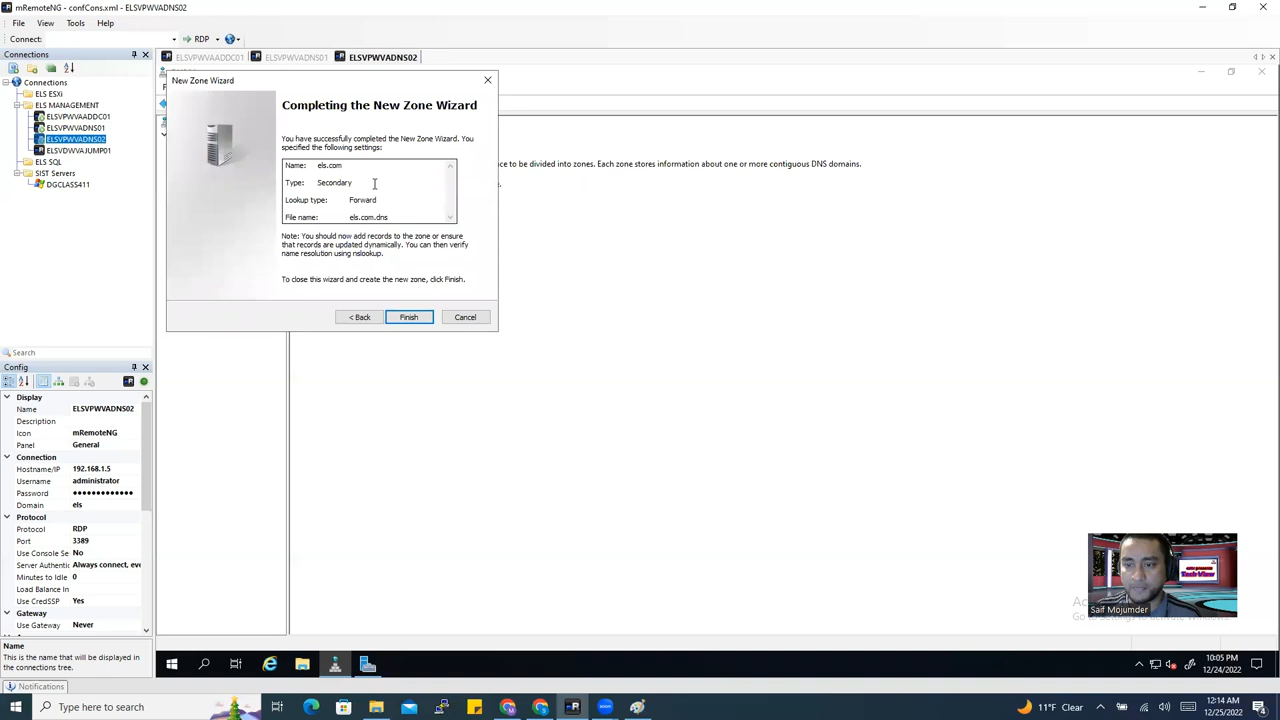 mRemoteNG - confCons.xml - ELSVPWVADNS02
File View Tools Help
Connect: RDP
Connections
ELSVPWVAADDC01 ELSVPWVADNS01 ELSVPWVADNS02
Connections
ELS ESXi
ELS MANAGEMENT
ELSVPWVAADDC01
ELSVPWVADNS01
ELSVPWVADNS02
ELSVDWVAJUMP01
ELS SQL
SIT Servers
DGCLASS411
New Zone Wizard
Completing the New Zone Wizard
You have successfully completed the New Zone Wizard. You
specified the following settings:
Name: els.com
Type: Secondary
Lookup type: Forward
File name: els.com.dns
Note: You should now add records to the zone or ensure
that records are updated dynamically. You can then verify
name resolution using nslookup.
To close this wizard and create the new zone, click Finish.
< Back Finish Cancel
ce to be divided into zones. Each zone stores information about one or more contiguous DNS domains.
Search
Config
Display
Name ELSVPWVADNS02
Description
Icon mRemoteNG
Panel General
Connection
Hostname/IP 192.168.1.5
Username administrator
Password ●●●●●●●●●●●●●
Domain els
Protocol
Protocol RDP
Port 3389
Use Console Se No
Server Authentic Always connect, eve
Minutes to Idle 0
Load Balance In
Use CredSSP Yes
Gateway
Use Gateway Never
Name
This is the name that will be displayed in
the connections tree.
Notifications
Tech View
Saif Mojumder
10:05 PM
12/24/2022
Type here to search
11°F Clear
12:14 AM
12/25/2022
4